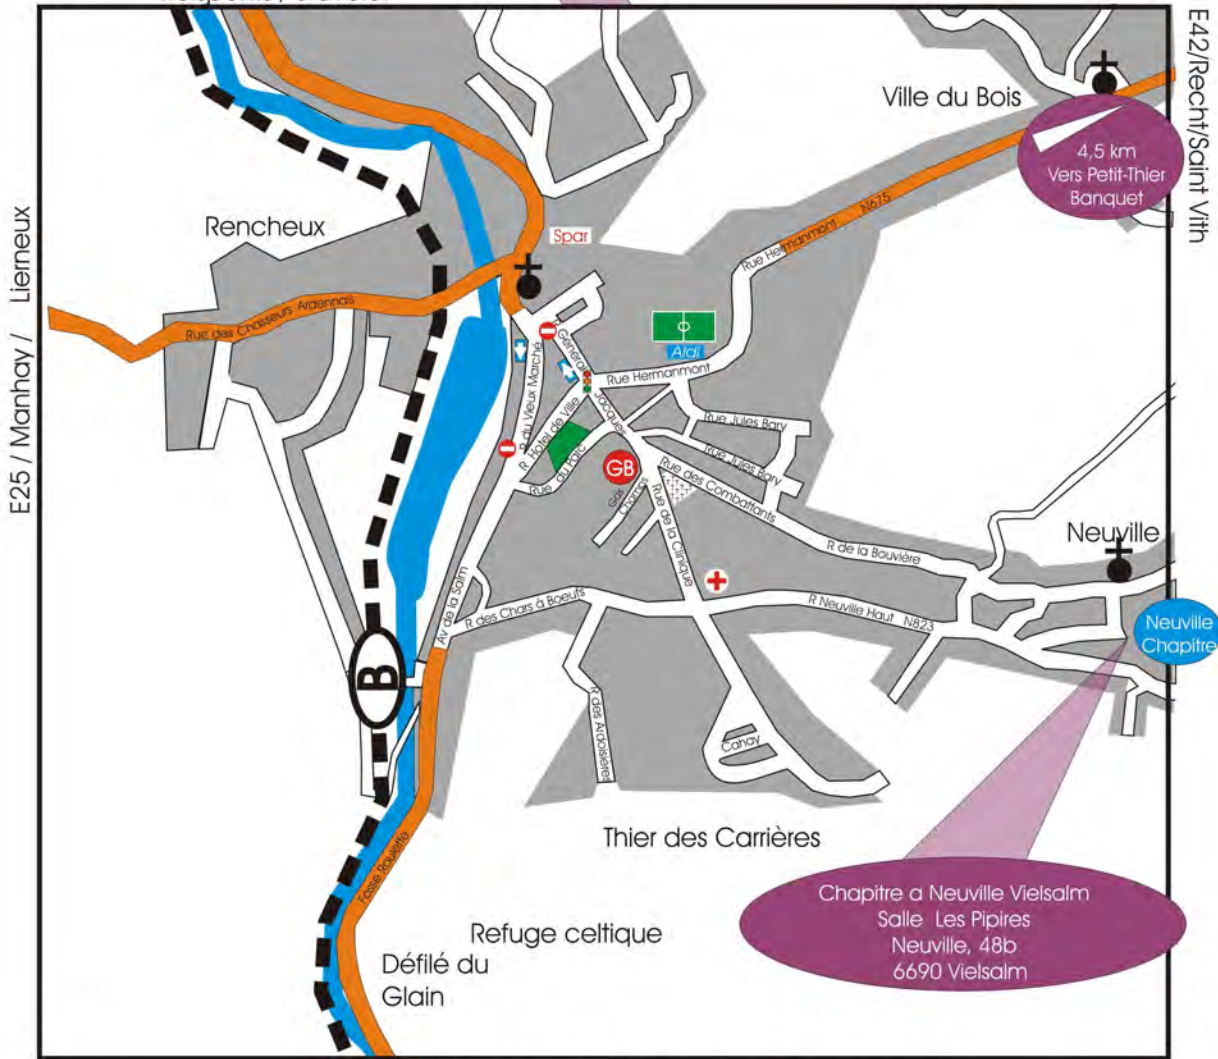 E42/Recht/Saint Vith
Ville du Bois
4,5 km
Vers Petit-Thier
Banquet
Rencheux
Spar
N675
Rue Hermanmont
E25 / Manhay / Lierneux
Rue des Chasseurs Ardennais
Aldi
R Général
Jacques
Rue Hermanmont
R du Vieux Marché
R Hotel de Ville
Rue du Parc
Rue Jules Bary
Rue Jules Bary
GB
Rue des Combattants
Gds Champs
Rue de la Clinique
R de la Bouvière
Neuville
Av de la Salm
R des Chars à Boeufs
R Neuville Haut N823
Neuville
Chapitre
B
R des Ardoisières
Cahay
Thier des Carrières
Fosse Roulette
Chapitre a Neuville Vielsalm
Salle Les Pipires
Neuville, 48b
6690 Vielsalm
Refuge celtique
Défilé du
Glain